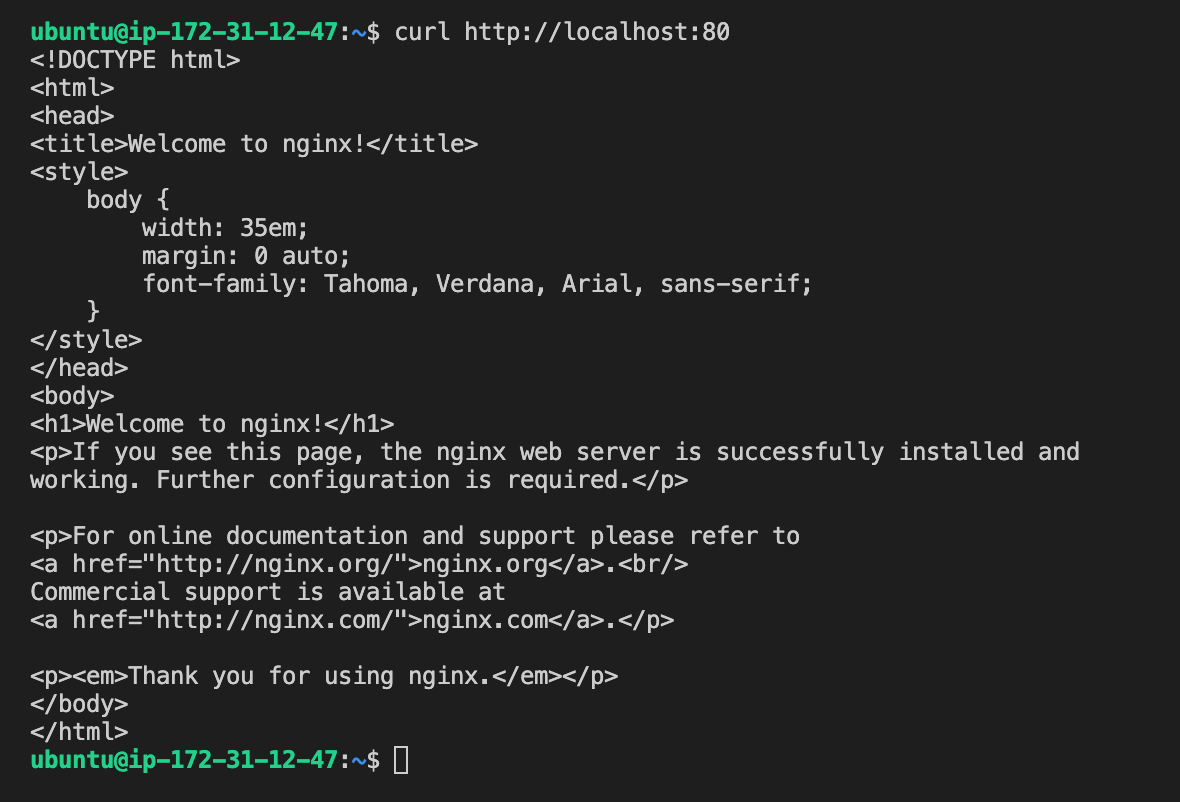 ubuntu@ip-172-31-12-47:~$ curl http://localhost:80
<!DOCTYPE html>
<html>
<head>
<title>Welcome to nginx!</title>
<style>
    body {
        width: 35em;
        margin: 0 auto;
        font-family: Tahoma, Verdana, Arial, sans-serif;
    }
</style>
</head>
<body>
<h1>Welcome to nginx!</h1>
<p>If you see this page, the nginx web server is successfully installed and
working. Further configuration is required.</p>

<p>For online documentation and support please refer to
<a href="http://nginx.org/">nginx.org</a>.<br/>
Commercial support is available at
<a href="http://nginx.com/">nginx.com</a>.</p>

<p><em>Thank you for using nginx.</em></p>
</body>
</html>
ubuntu@ip-172-31-12-47:~$